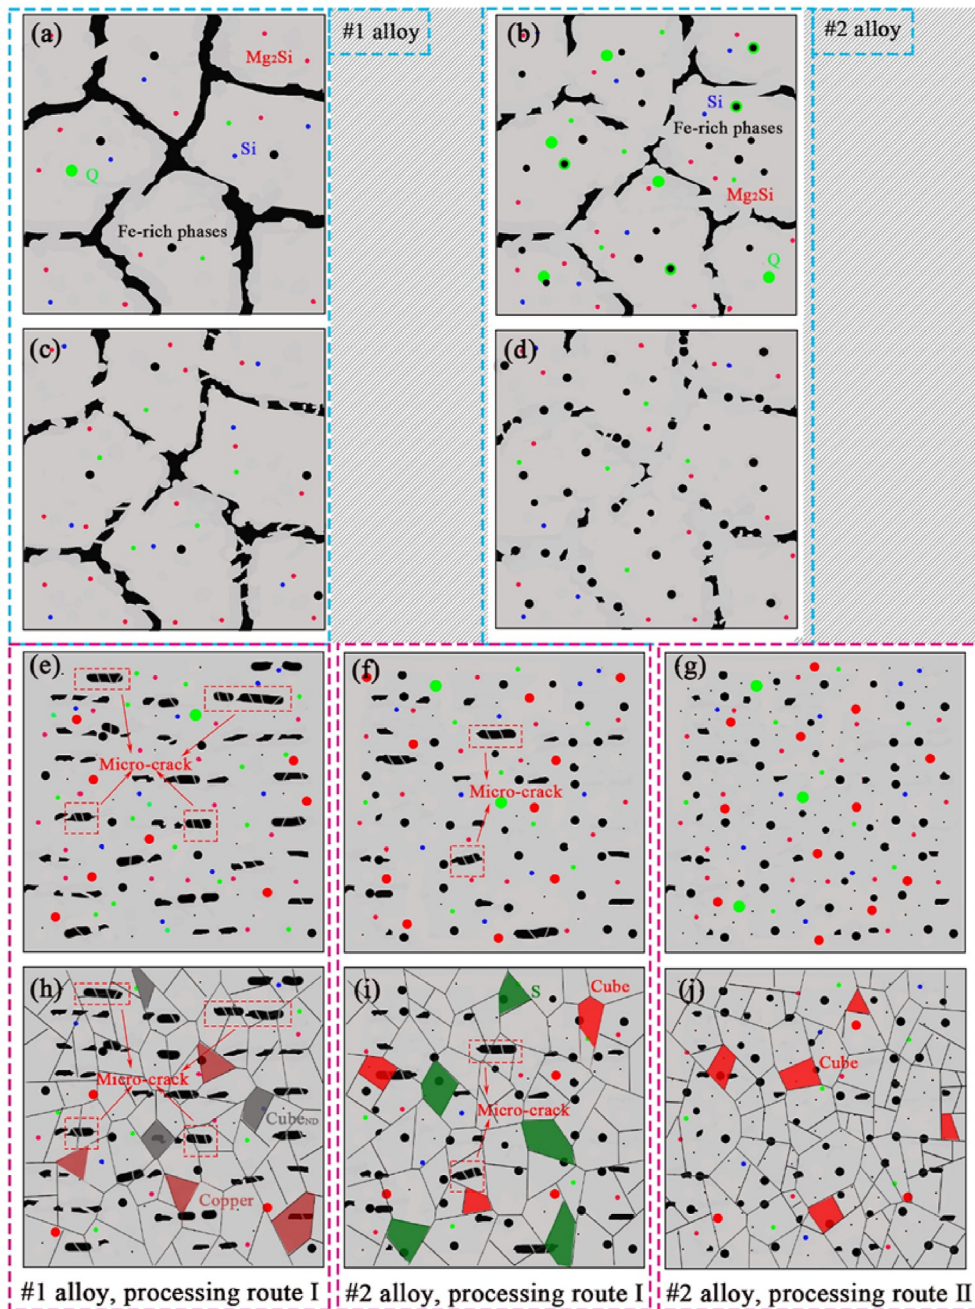 (a)
Mg₂Si
Si
Q
Fe-rich phases
#1 alloy
(b)
Si
Fe-rich phases
Mg₂Si
Q
#2 alloy
(c)
(d)
(e)
Micro-crack
(f)
Micro-crack
(g)
(h)
Micro-crack
Cube_ND
Copper
(i)
S
Cube
Micro-crack
(j)
Cube
#1 alloy, processing route I
#2 alloy, processing route I
#2 alloy, processing route II